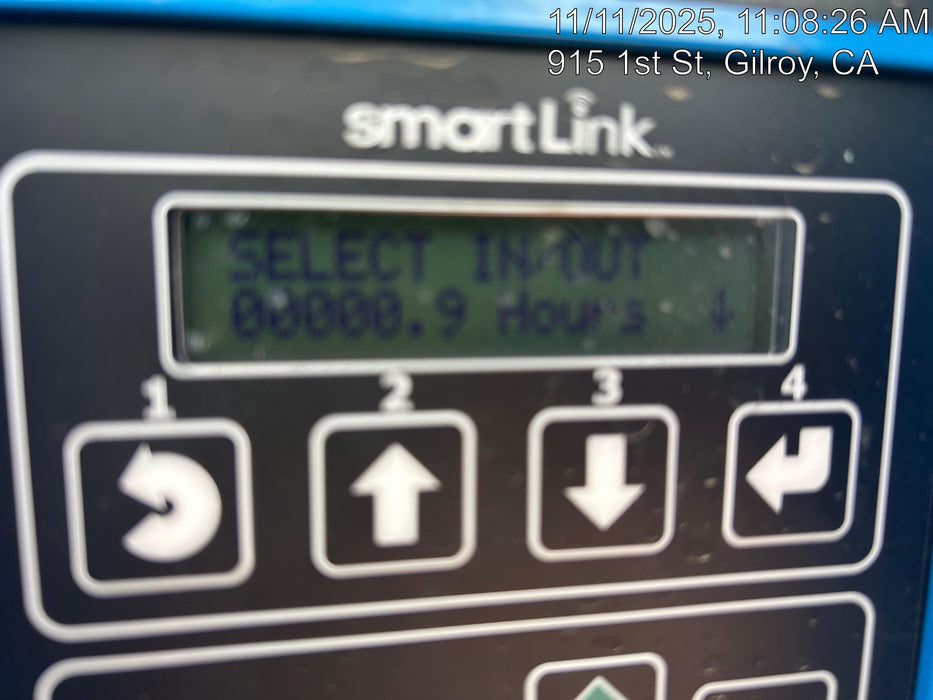 11/11/2025, 11:08:26 AM
915 1st St, Gilroy, CA
smartLink™
SELECT IN/OUT
00000.9 Hours ↓
1 2 3 4